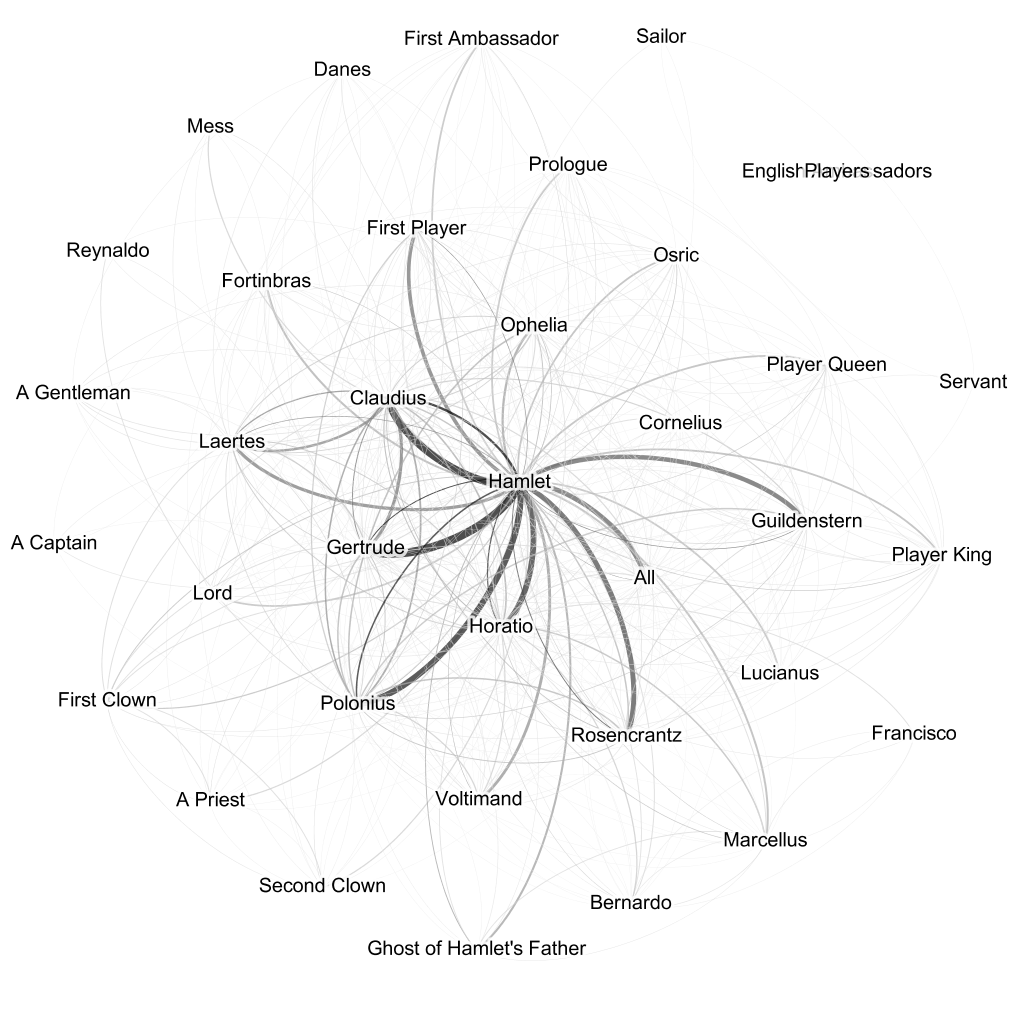 Sailor
First Ambassador
Danes
Mess
Prologue
English Players sadors
First Player
Reynaldo
Osric
Fortinbras
Ophelia
Player Queen
Servant
A Gentleman
Claudius
Cornelius
Laertes
Hamlet
Guildenstern
A Captain
Gertrude
Player King
All
Lord
Horatio
Lucianus
First Clown
Polonius
Francisco
Rosencrantz
Voltimand
A Priest
Marcellus
Second Clown
Bernardo
Ghost of Hamlet's Father